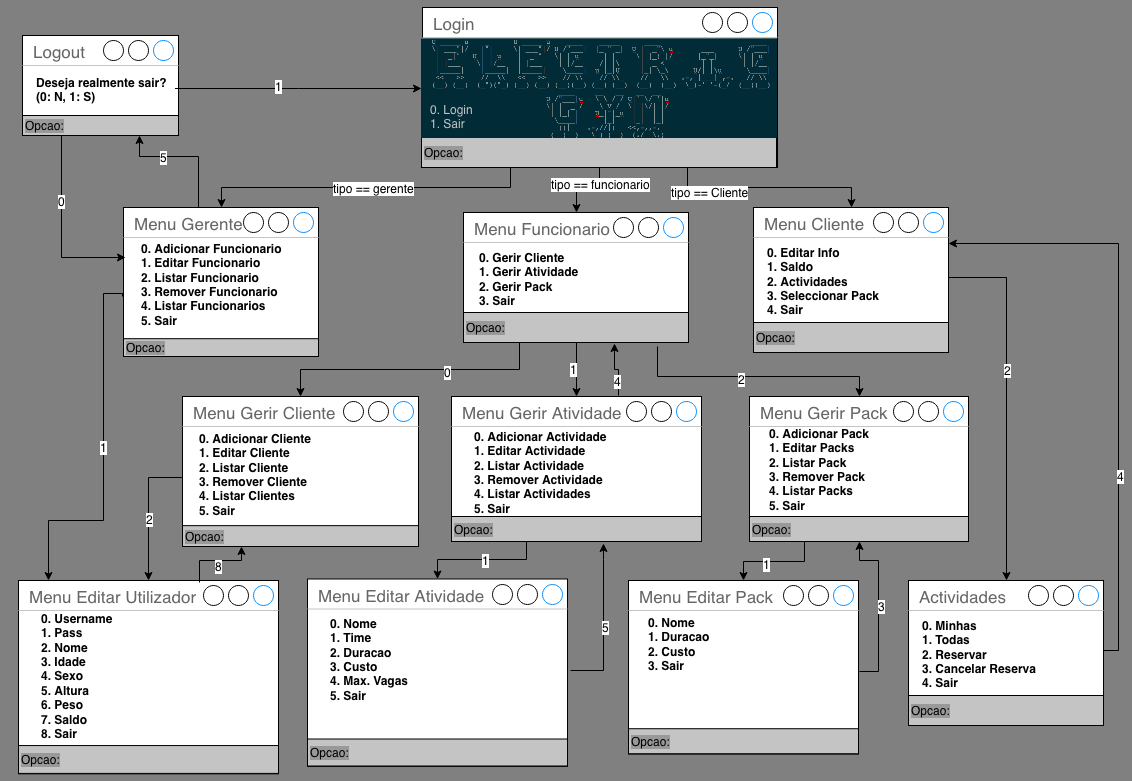 Login
ELECTRIC
GYM
0. Login
1. Sair
Opcao:
Logout
Deseja realmente sair?
(0: N, 1: S)
Opcao:
1
5
0
tipo == gerente
tipo == funcionario
tipo == Cliente
Menu Gerente
0. Adicionar Funcionario
1. Editar Funcionario
2. Listar Funcionario
3. Remover Funcionario
4. Listar Funcionarios
5. Sair
Opcao:
Menu Funcionario
0. Gerir Cliente
1. Gerir Atividade
2. Gerir Pack
3. Sair
Opcao:
Menu Cliente
0. Editar Info
1. Saldo
2. Actividades
3. Seleccionar Pack
4. Sair
Opcao:
0
1
4
2
2
4
1
Menu Gerir Cliente
0. Adicionar Cliente
1. Editar Cliente
2. Listar Cliente
3. Remover Cliente
4. Listar Clientes
5. Sair
Opcao:
Menu Gerir Atividade
0. Adicionar Actividade
1. Editar Actividade
2. Listar Actividade
3. Remover Actividade
4. Listar Actividades
5. Sair
Opcao:
Menu Gerir Pack
0. Adicionar Pack
1. Editar Packs
2. Listar Pack
3. Remover Pack
4. Listar Packs
5. Sair
Opcao:
2
8
1
5
1
3
Menu Editar Utilizador
0. Username
1. Pass
2. Nome
3. Idade
4. Sexo
5. Altura
6. Peso
7. Saldo
8. Sair
Opcao:
Menu Editar Atividade
0. Nome
1. Time
2. Duracao
3. Custo
4. Max. Vagas
5. Sair
Opcao:
Menu Editar Pack
0. Nome
1. Duracao
2. Custo
3. Sair
Opcao:
Actividades
0. Minhas
1. Todas
2. Reservar
3. Cancelar Reserva
4. Sair
Opcao: